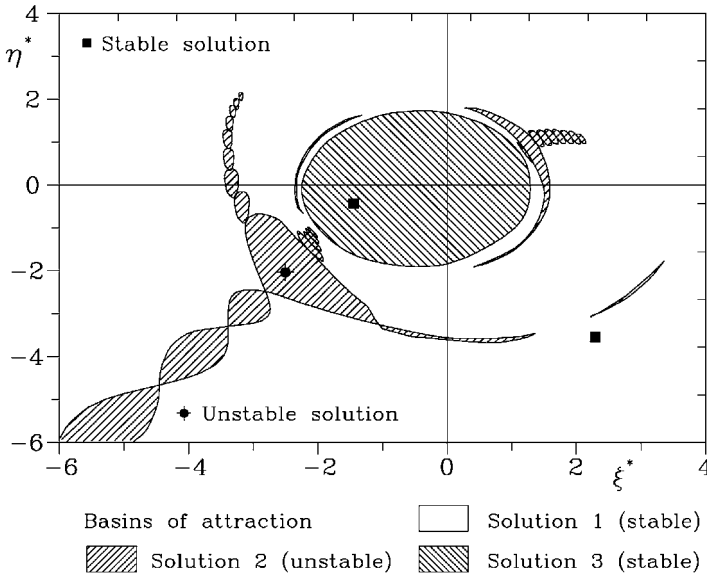 4
η*
■ Stable solution
2
0
−2
−4
Unstable solution
−6
−6 −4 −2 0 2 4
ξ*
Basins of attraction
Solution 1 (stable)
Solution 2 (unstable)
Solution 3 (stable)